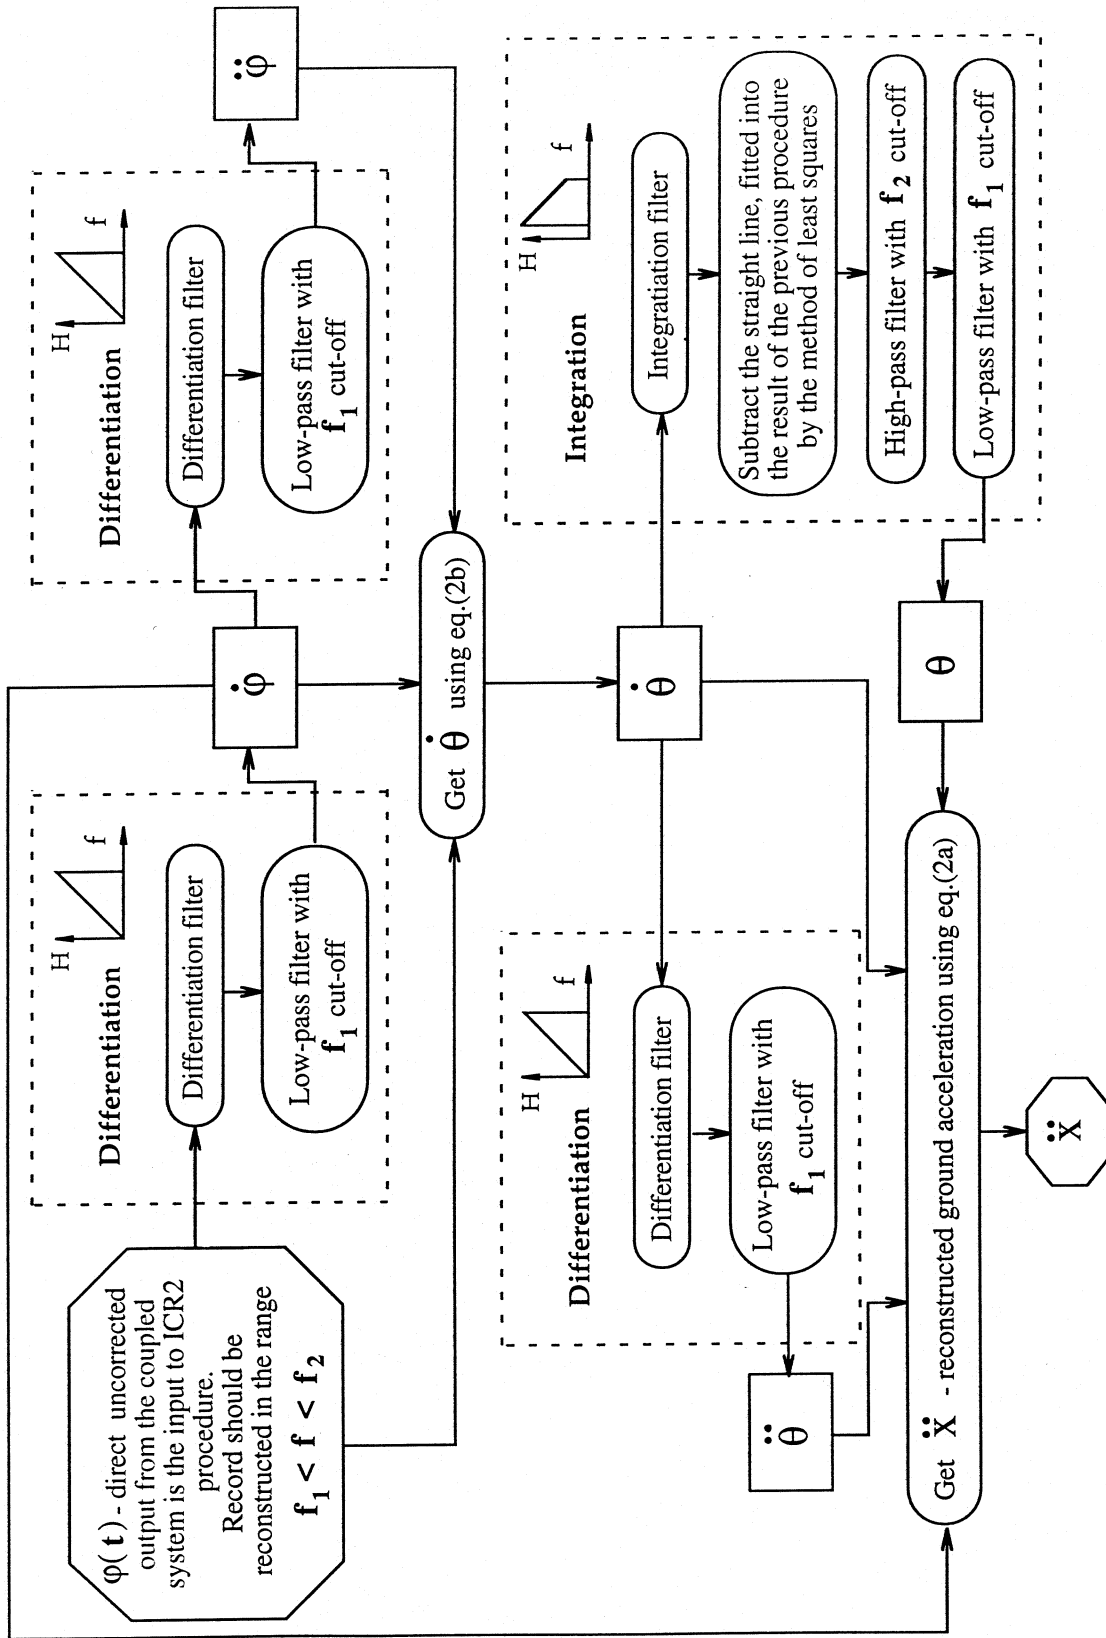 φ(t) - direct uncorrected
output from the coupled
system is the input to ICR2
procedure.
Record should be
reconstructed in the range
f1 < f < f2
H
f
Differentiation
Differentiation filter
Low-pass filter with
f1 cut-off
φ̇
H
f
Differentiation
Differentiation filter
Low-pass filter with
f1 cut-off
φ̈
Get θ̇ using eq.(2b)
θ̇
H
f
Differentiation
Differentiation filter
Low-pass filter with
f1 cut-off
θ̈
H
f
Integration
Integratiation filter
Subtract the straight line, fitted into
the result of the previous procedure
by the method of least squares
High-pass filter with f2 cut-off
Low-pass filter with f1 cut-off
θ
Get Ẍ - reconstructed ground acceleration using eq.(2a)
Ẍ